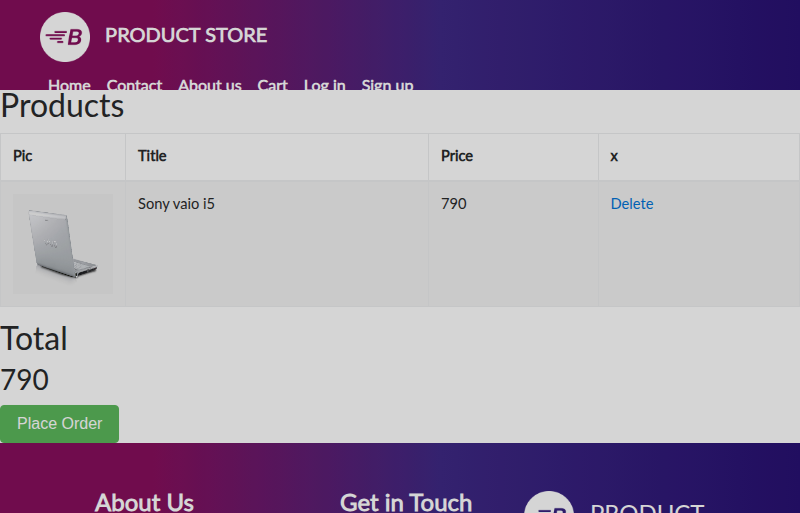 B PRODUCT STORE
Home Contact About us Cart Log in Sign up
Products
Pic Title Price x
Sony vaio i5 790 Delete
Total
790
Place Order
About Us Get in Touch B PRODUCT